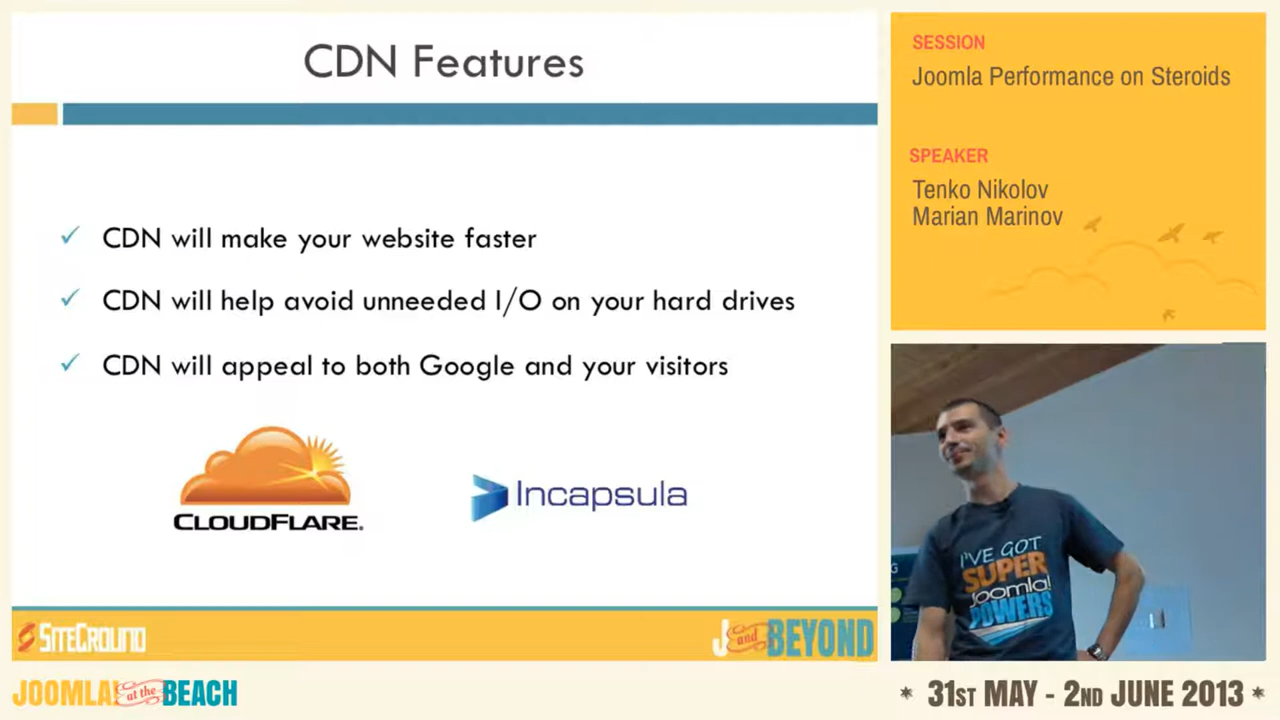 CDN Features
CDN will make your website faster
CDN will help avoid unneeded I/O on your hard drives
CDN will appeal to both Google and your visitors
CLOUDFLARE.
Incapsula
SITEGROUND
J and BEYOND
SESSION
Joomla Performance on Steroids
SPEAKER
Tenko Nikolov
Marian Marinov
G
I'VE GOT
SUPER
Joomla!
POWERS
JOOMLA! at the BEACH
* 31ST MAY - 2ND JUNE 2013 *